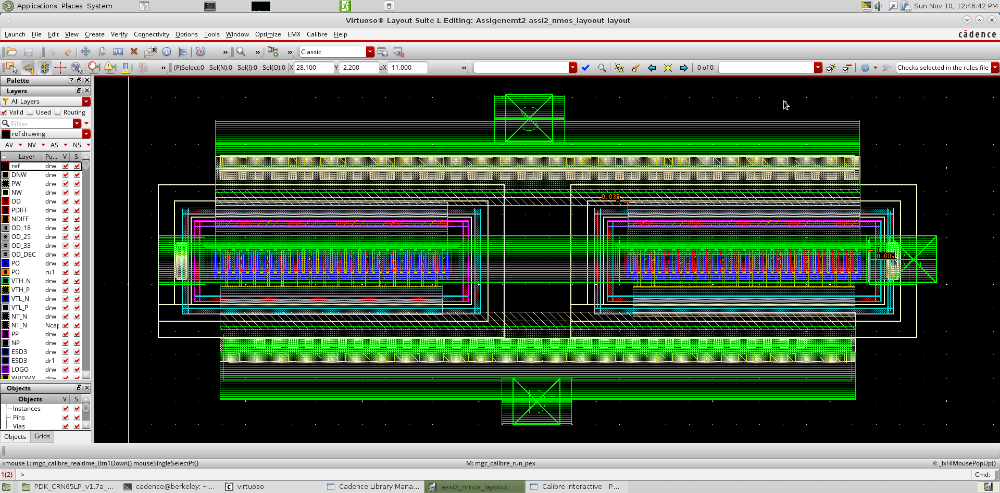 Applications Places System
Sun Nov 10, 12:46:42 PM
Virtuoso® Layout Suite L Editing: Assigenemt2 assi2_nmos_layoout layout
Launch File Edit View Create Verify Connectivity Options Tools Window Optimize EMX Calibre Help
cādence
» » » Classic
» (F)Select:0 Sel(N):0 Sel(I):0 Sel(O):0 X 28.100 Y -2.200 dX -11.000 » 0 of 0 Checks selected in the rules file
Palette ?
Layers
All Layers
Valid Used Routing
Filter
ref drawing
AV NV AS NS
Layer Pu... V S
ref drw
DNW drw
PW drw
NW drw
OD drw
PDIFF drw
NDIFF drw
OD_18 drw
OD_25 drw
OD_33 drw
OD_DEC drw
PO drw
PO ru1
VTH_N drw
VTH_P drw
VTL_N drw
VTL_P drw
NT_N drw
NT_N Ncap
PP drw
NP drw
ESD3 drw
ESD3 dr1
LOGO drw
WBDMY drw
0.035
0
0
0.009
Objects
Objects V S
Instances
Pins
Vias
Objects Grids
mouse L: mgc_calibre_realtime_Btn1Down() mouseSingleSelectPt()
M: mgc_calibre_run_pex
R: _lxHiMousePopUp()
1(2) >
Cmd:
PDK_CRN65LP_v1.7a_...
cadence@berkeley: ~...
virtuoso
Cadence Library Mana...
assi2_nmos_layoout
Calibre Interactive - P...